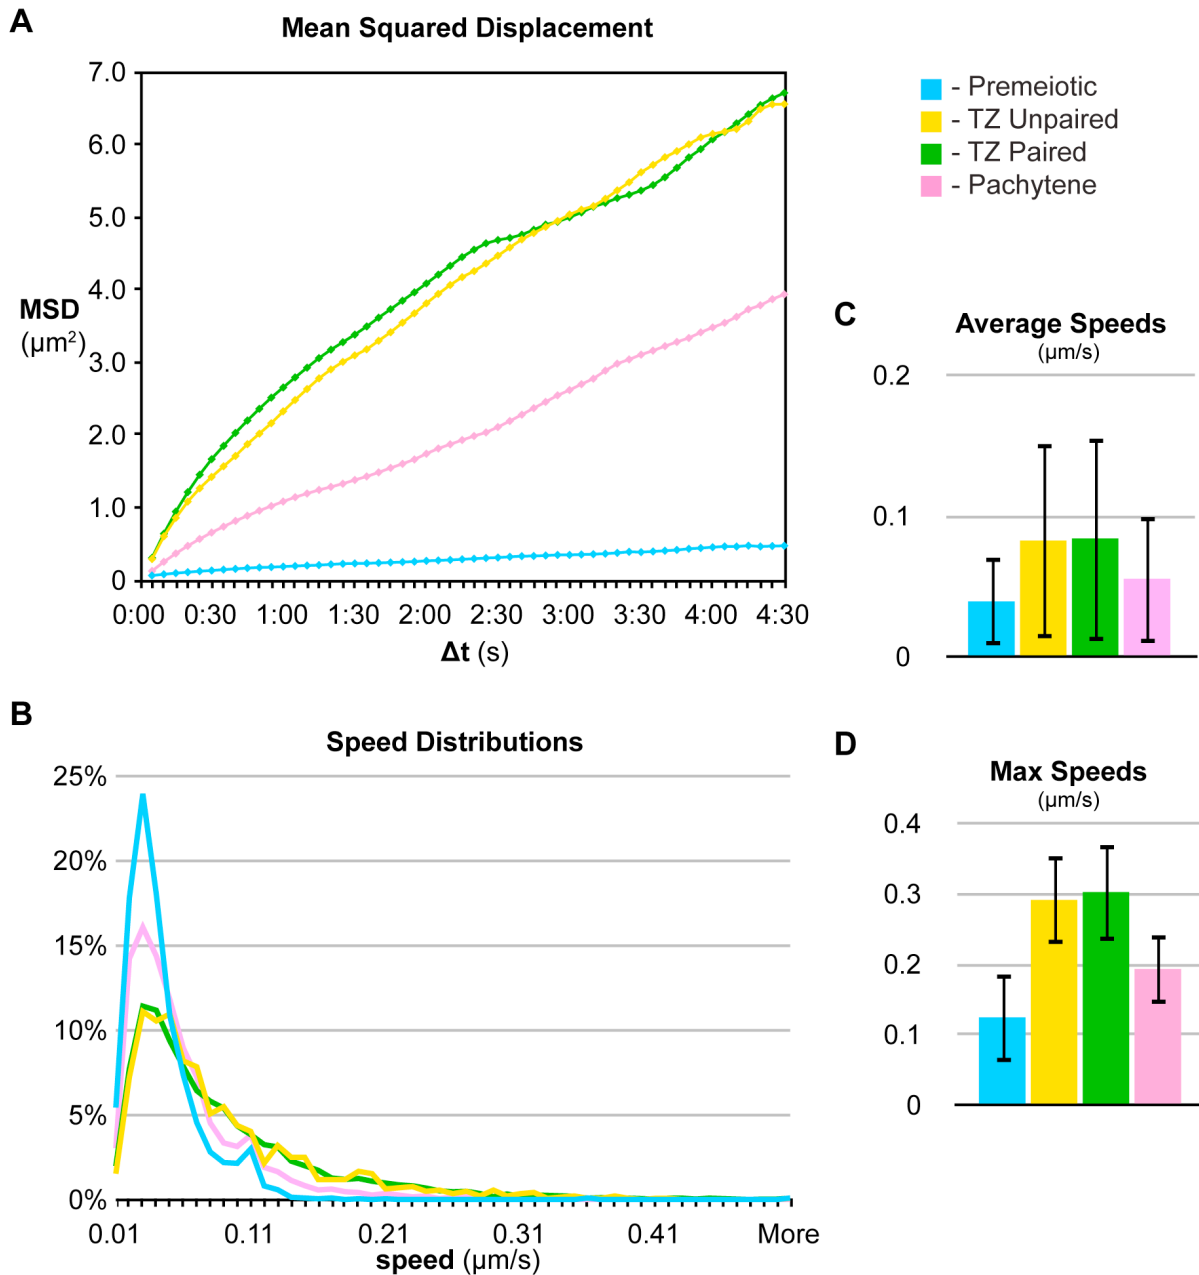 A
Mean Squared Displacement
7.0
6.0
5.0
4.0
3.0
2.0
1.0
0
MSD
(µm²)
0:00 0:30 1:00 1:30 2:00 2:30 3:00 3:30 4:00 4:30
Δt (s)
- Premeiotic
- TZ Unpaired
- TZ Paired
- Pachytene
C
Average Speeds
(µm/s)
0.2
0.1
0
B
Speed Distributions
25%
20%
15%
10%
5%
0%
0.01 0.11 0.21 0.31 0.41 More
speed (µm/s)
D
Max Speeds
(µm/s)
0.4
0.3
0.2
0.1
0